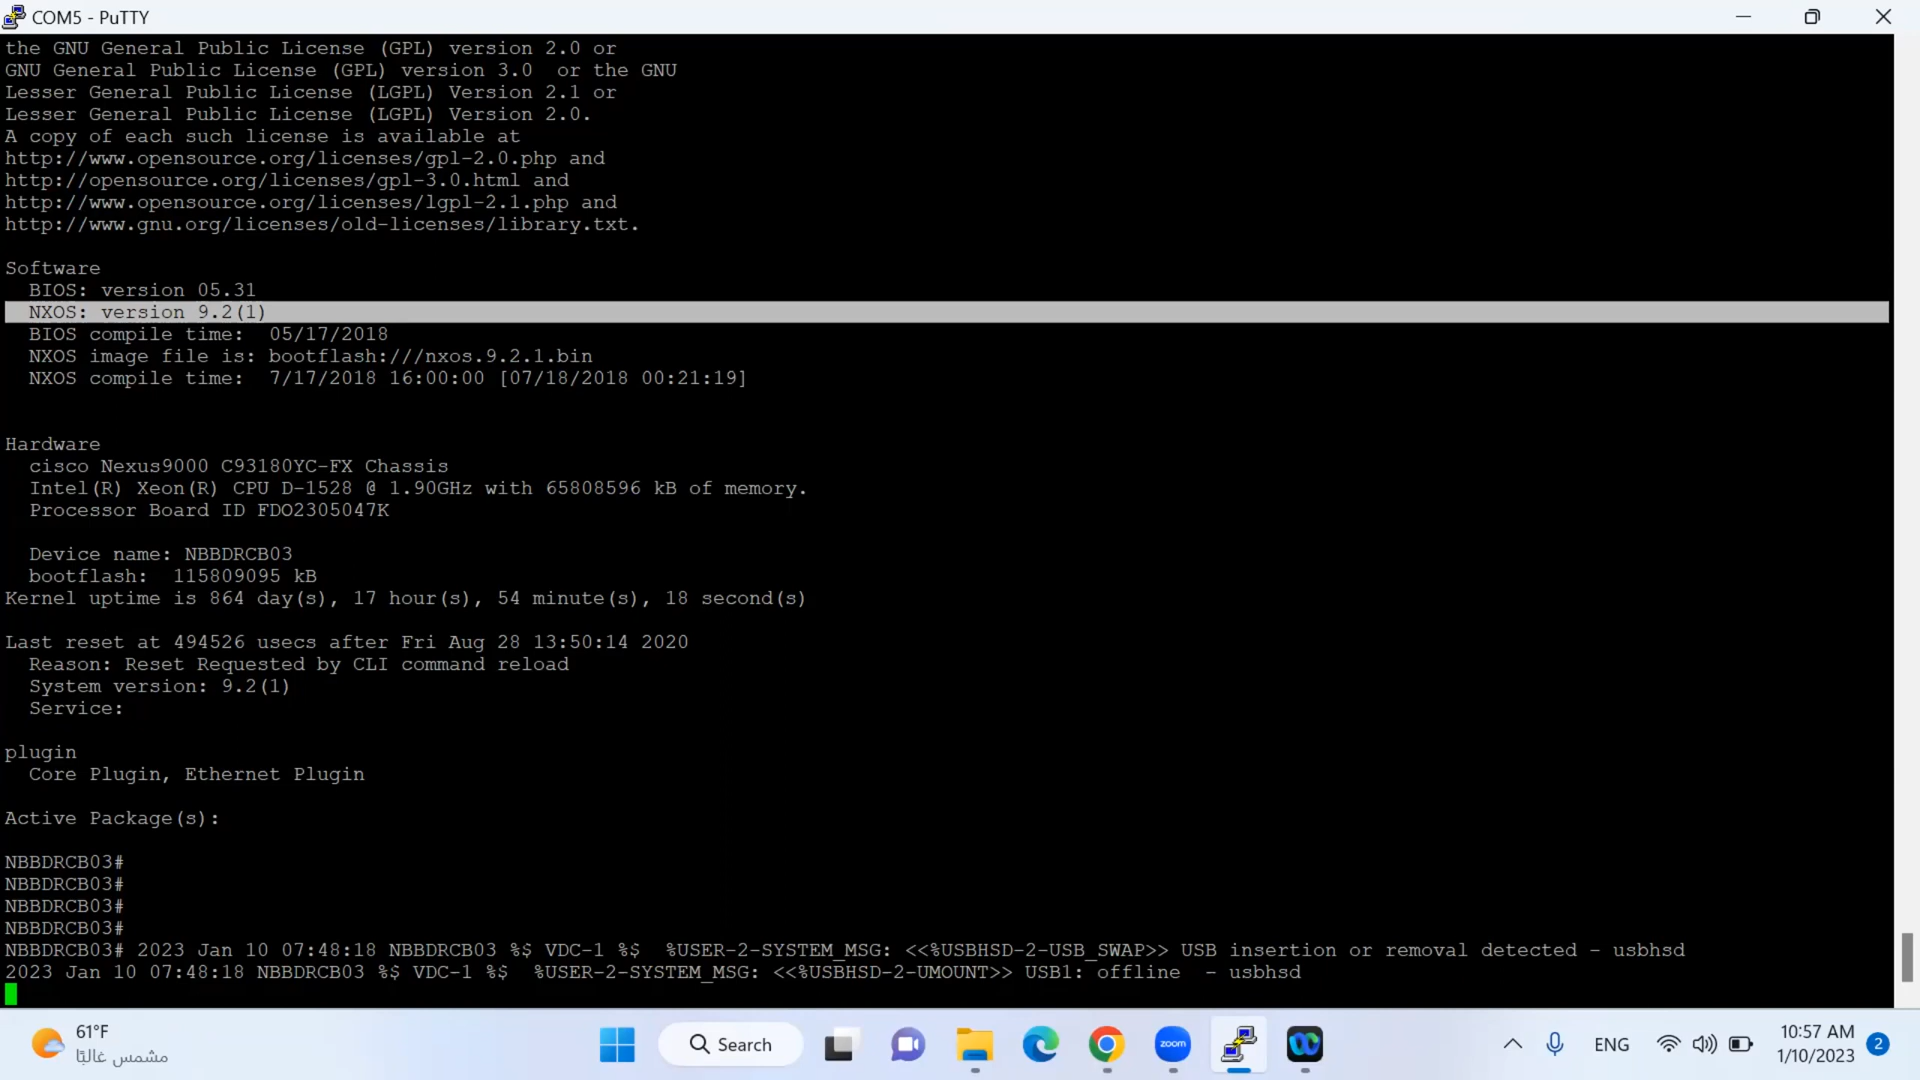 COM5 - PuTTY
the GNU General Public License (GPL) version 2.0 or
GNU General Public License (GPL) version 3.0  or the GNU
Lesser General Public License (LGPL) Version 2.1 or
Lesser General Public License (LGPL) Version 2.0.
A copy of each such license is available at
http://www.opensource.org/licenses/gpl-2.0.php and
http://opensource.org/licenses/gpl-3.0.html and
http://www.opensource.org/licenses/lgpl-2.1.php and
http://www.gnu.org/licenses/old-licenses/library.txt.
Software
BIOS: version 05.31
NXOS: version 9.2(1)
BIOS compile time:  05/17/2018
NXOS image file is: bootflash:///nxos.9.2.1.bin
NXOS compile time:  7/17/2018 16:00:00 [07/18/2018 00:21:19]
Hardware
cisco Nexus9000 C93180YC-FX Chassis
Intel(R) Xeon(R) CPU D-1528 @ 1.90GHz with 65808596 kB of memory.
Processor Board ID FDO2305047K
Device name: NBBDRCB03
bootflash:  115809095 kB
Kernel uptime is 864 day(s), 17 hour(s), 54 minute(s), 18 second(s)
Last reset at 494526 usecs after Fri Aug 28 13:50:14 2020
Reason: Reset Requested by CLI command reload
System version: 9.2(1)
Service:
plugin
Core Plugin, Ethernet Plugin
Active Package(s):
NBBDRCB03#
NBBDRCB03#
NBBDRCB03#
NBBDRCB03#
NBBDRCB03# 2023 Jan 10 07:48:18 NBBDRCB03 %$ VDC-1 %$  %USER-2-SYSTEM_MSG: <<%USBHSD-2-USB_SWAP>> USB insertion or removal detected - usbhsd
2023 Jan 10 07:48:18 NBBDRCB03 %$ VDC-1 %$  %USER-2-SYSTEM_MSG: <<%USBHSD-2-UMOUNT>> USB1: offline  - usbhsd
61°F
مشمس غالبًا
Search
zoom
ENG
10:57 AM
1/10/2023
2